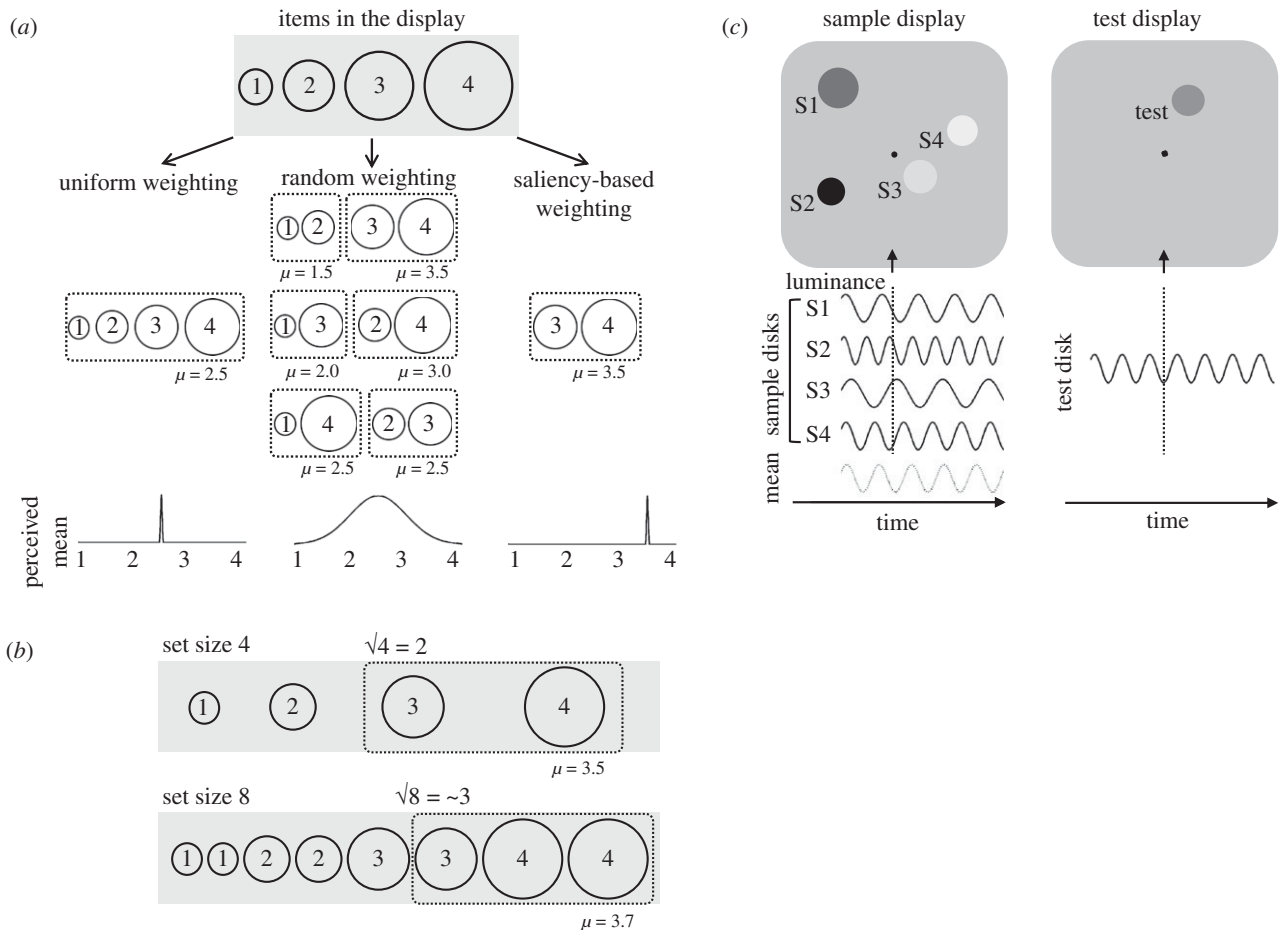 (a)
items in the display
1 2 3 4
uniform weighting
random weighting
saliency-based
weighting
1 2 3 4
μ = 1.5 μ = 3.5
1 2 3 4
μ = 2.5
1 3 2 4
μ = 2.0 μ = 3.0
3 4
μ = 3.5
1 4 2 3
μ = 2.5 μ = 2.5
perceived
mean
1 2 3 4
1 2 3 4
1 2 3 4
(b)
set size 4
√4 = 2
1 2 3 4
μ = 3.5
set size 8
√8 = ~3
1 1 2 2 3 3 4 4
μ = 3.7
(c)
sample display
test display
S1
S4
S3
S2
test
luminance
sample disks
S1
S2
S3
S4
mean
time
test disk
time